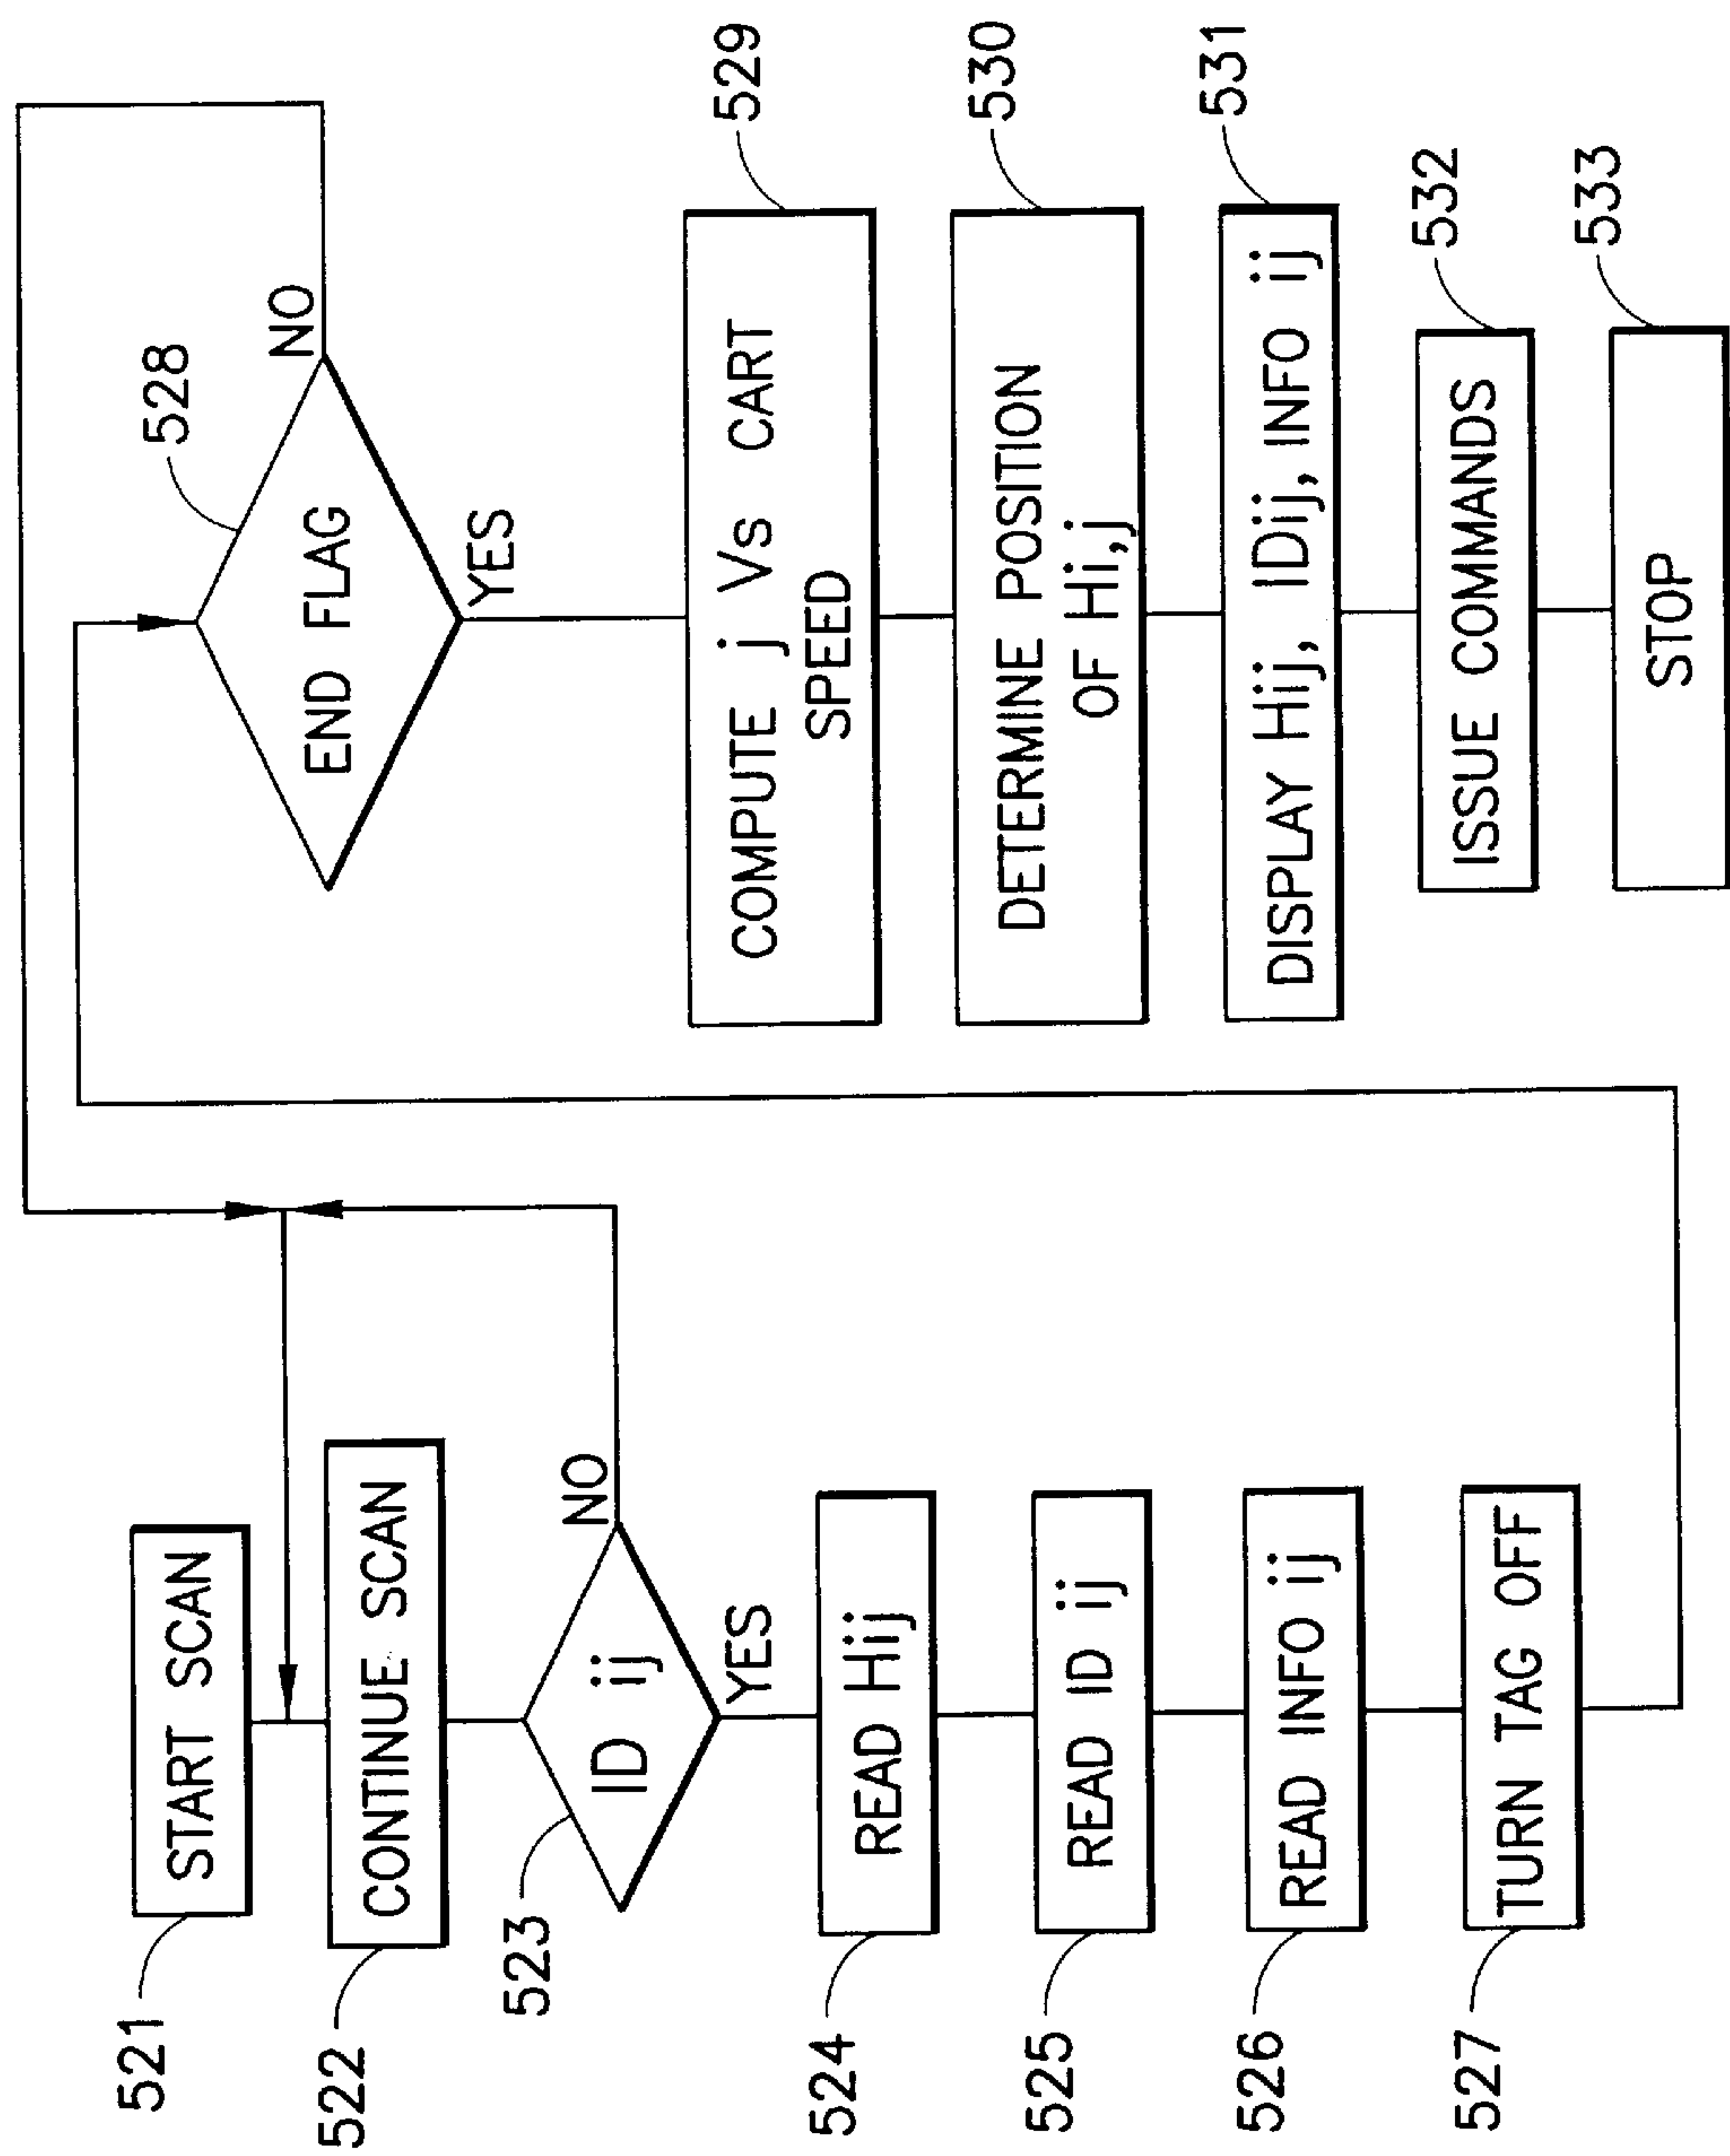 521
START SCAN
522
CONTINUE SCAN
523
ID ij
NO
YES
524
READ Hij
525
READ ID ij
526
READ INFO ij
527
TURN TAG OFF
528
END FLAG
NO
YES
529
COMPUTE j Vs CART
SPEED
530
DETERMINE POSITION
OF Hi,j
531
DISPLAY Hij, IDij, INFO ij
532
ISSUE COMMANDS
533
STOP